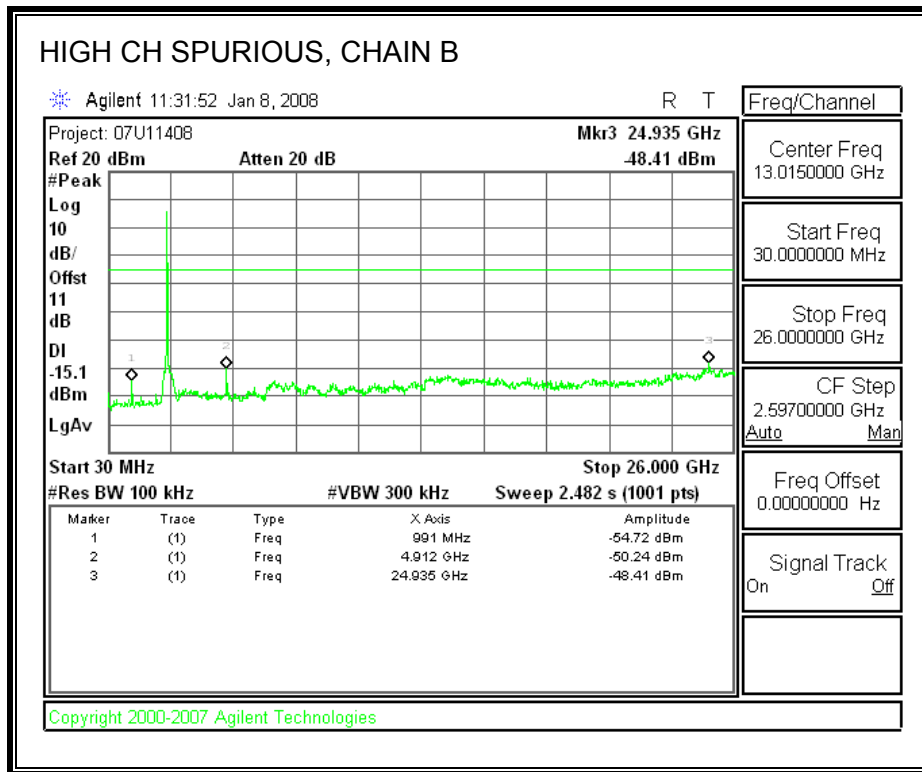 HIGH CH SPURIOUS, CHAIN B
Agilent 11:31:52 Jan 8, 2008 R T
Project: 07U11408 Mkr3 24.935 GHz
Ref 20 dBm Atten 20 dB -48.41 dBm
#Peak
Log
10
dB/
Offst
11
dB
DI
-15.1
dBm
LgAv
1
2
3
Start 30 MHz Stop 26.000 GHz
#Res BW 100 kHz #VBW 300 kHz Sweep 2.482 s (1001 pts)
Marker Trace Type X Axis Amplitude
1 (1) Freq 991 MHz -54.72 dBm
2 (1) Freq 4.912 GHz -50.24 dBm
3 (1) Freq 24.935 GHz -48.41 dBm
Freq/Channel
Center Freq
13.0150000 GHz
Start Freq
30.0000000 MHz
Stop Freq
26.0000000 GHz
CF Step
2.59700000 GHz
Auto Man
Freq Offset
0.00000000 Hz
Signal Track
On Off
Copyright 2000-2007 Agilent Technologies